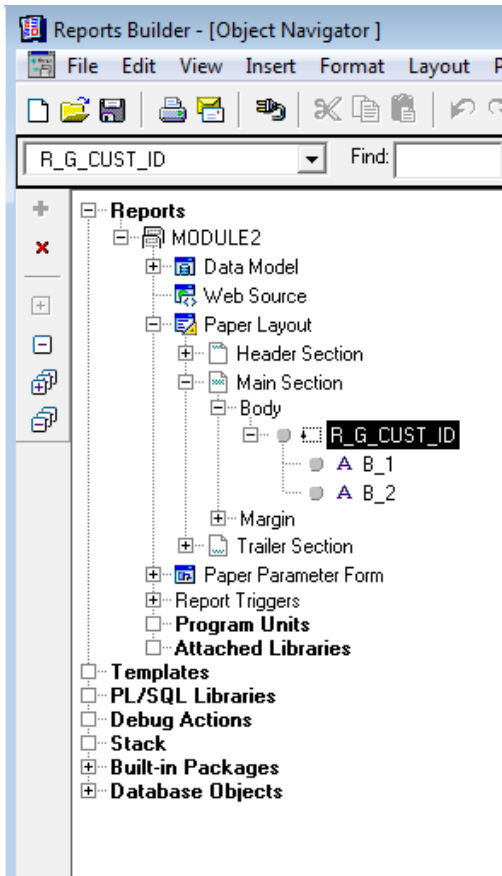 Reports Builder - [Object Navigator ]
File Edit View Insert Format Layout P
R_G_CUST_ID Find:
Reports
MODULE2
Data Model
Web Source
Paper Layout
Header Section
Main Section
Body
R_G_CUST_ID
A B_1
A B_2
Margin
Trailer Section
Paper Parameter Form
Report Triggers
Program Units
Attached Libraries
Templates
PL/SQL Libraries
Debug Actions
Stack
Built-in Packages
Database Objects